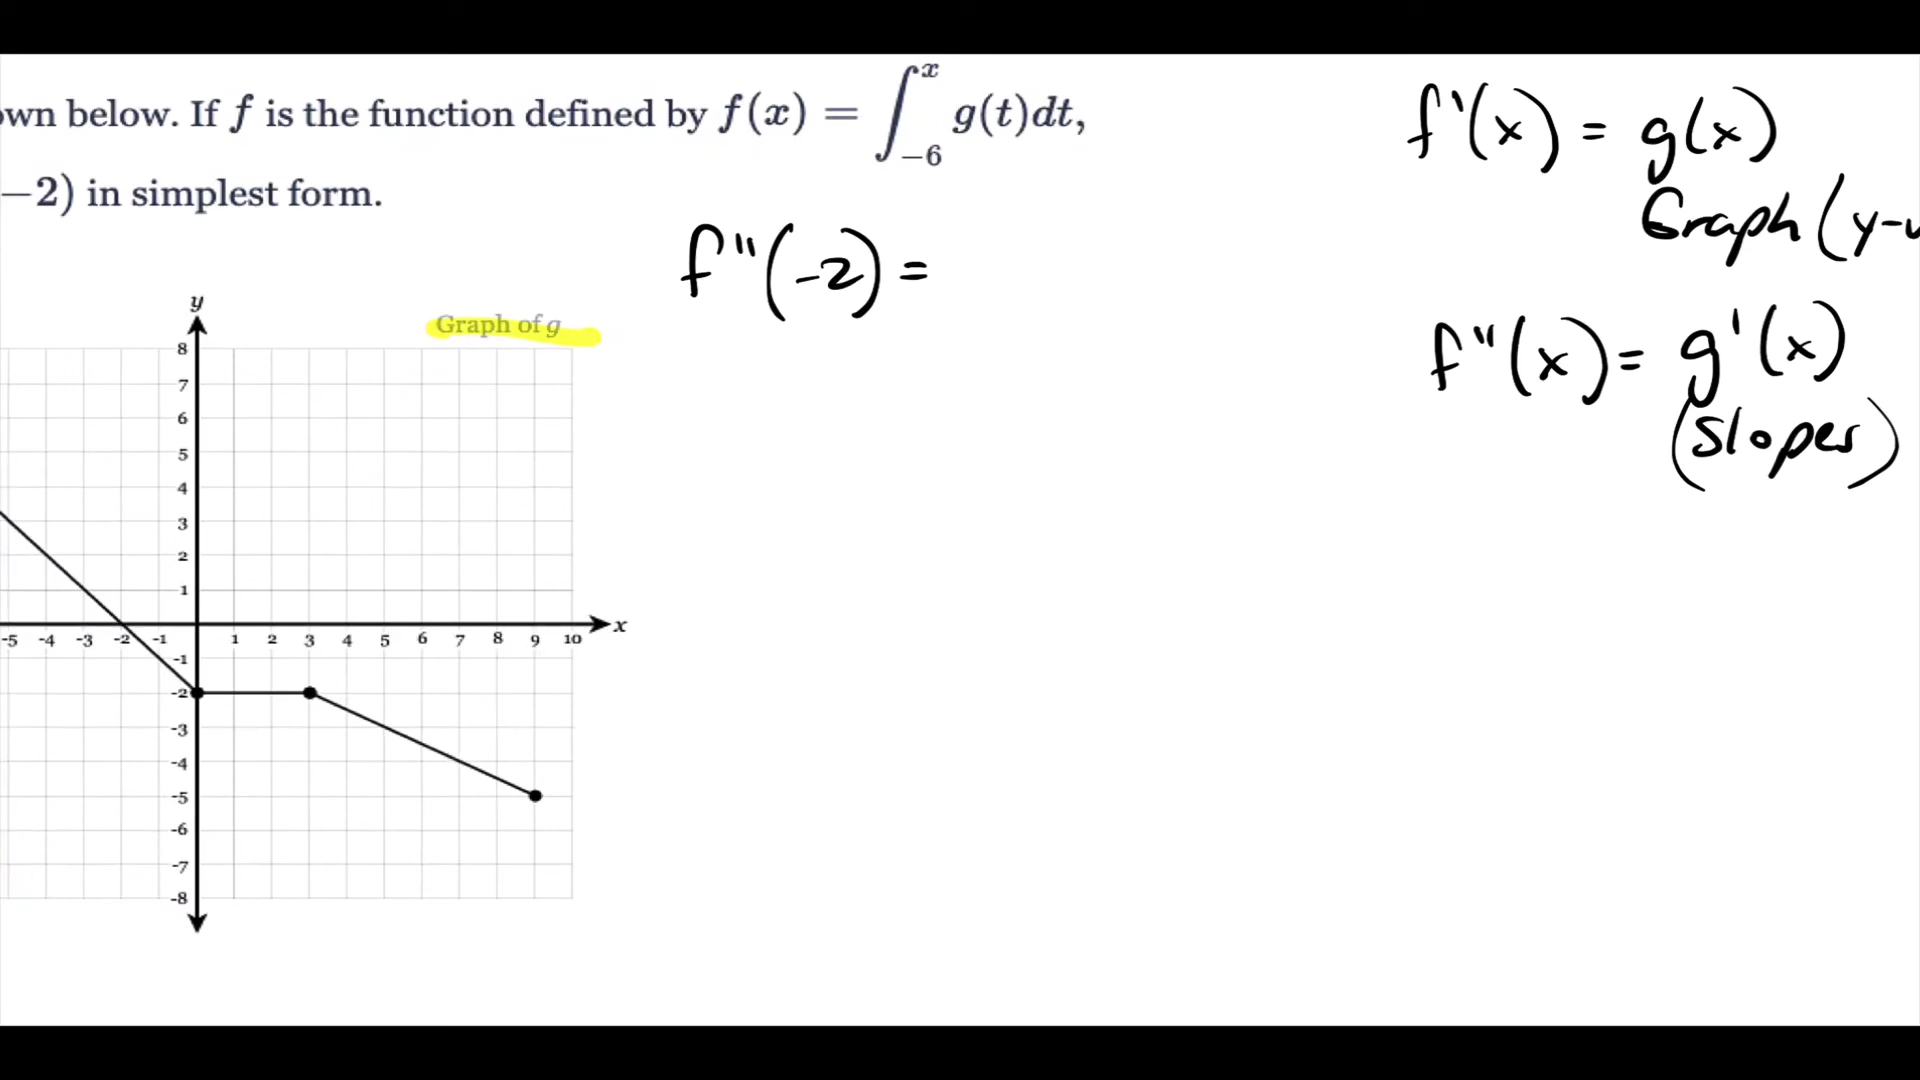 own below. If f is the function defined by f(x) = ∫_{-6}^{x} g(t)dt,
−2) in simplest form.
f'(x) = g(x)
Graph (y-v
f''(-2) =
f''(x) = g'(x)
(slopes)
y
Graph of g
8
7
6
5
4
3
2
1
-5 -4 -3 -2 -1 1 2 3 4 5 6 7 8 9 10 x
-1
-2
-3
-4
-5
-6
-7
-8